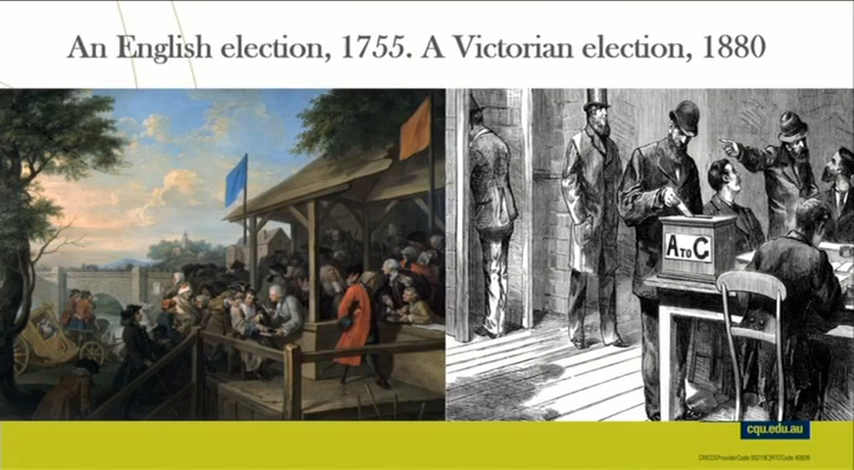 An English election, 1755. A Victorian election, 1880
A TO C
cqu.edu.au